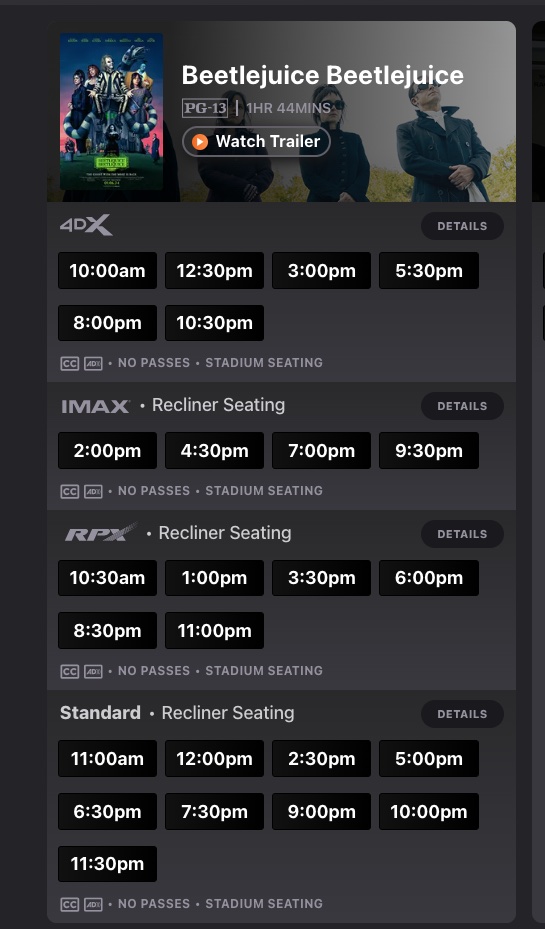 Beetlejuice Beetlejuice
PG-13 | 1HR 44MINS
Watch Trailer
4DX DETAILS
10:00am 12:30pm 3:00pm 5:30pm
8:00pm 10:30pm
CC AD • NO PASSES • STADIUM SEATING
IMAX • Recliner Seating DETAILS
2:00pm 4:30pm 7:00pm 9:30pm
CC AD • NO PASSES • STADIUM SEATING
RPX • Recliner Seating DETAILS
10:30am 1:00pm 3:30pm 6:00pm
8:30pm 11:00pm
CC AD • NO PASSES • STADIUM SEATING
Standard • Recliner Seating DETAILS
11:00am 12:00pm 2:30pm 5:00pm
6:30pm 7:30pm 9:00pm 10:00pm
11:30pm
CC AD • NO PASSES • STADIUM SEATING